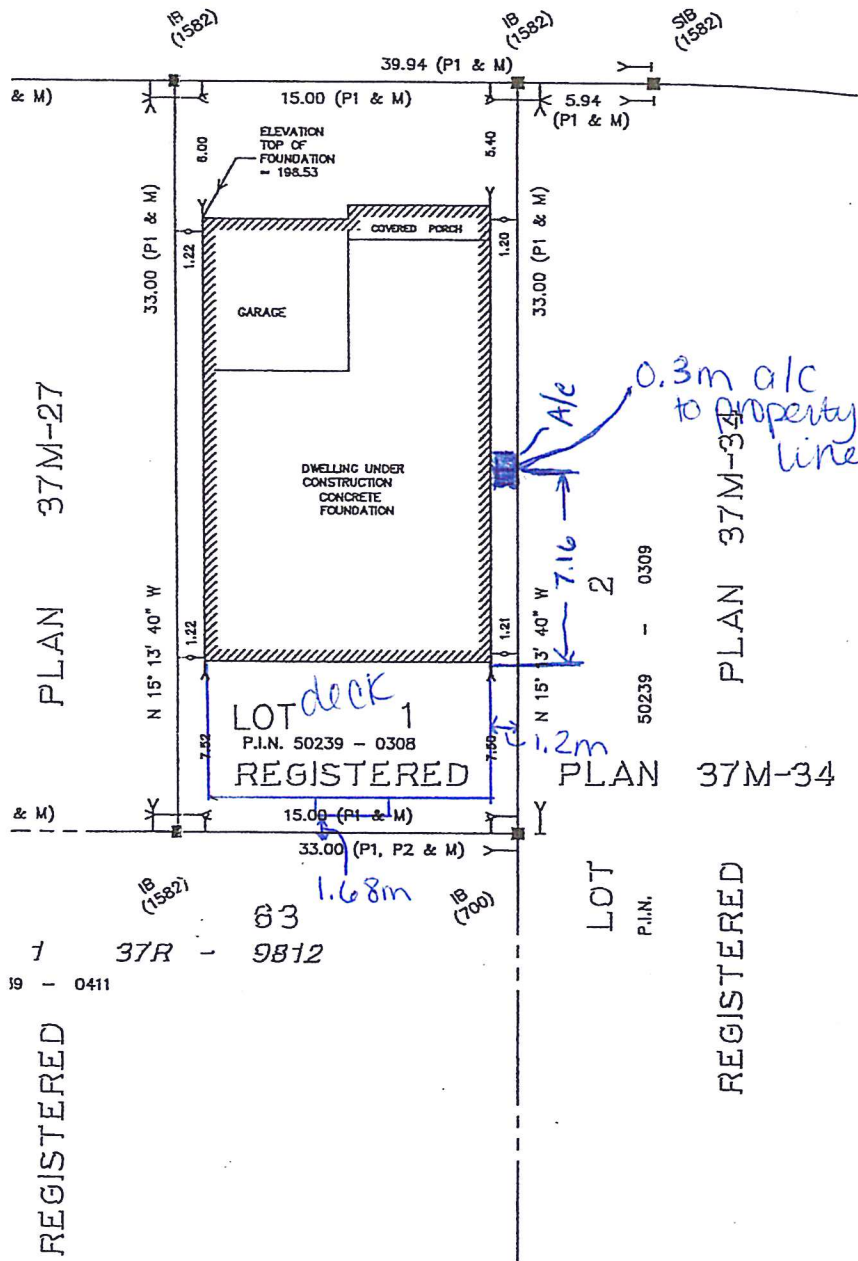 IB
(1582)
IB
(1582)
SIB
(1582)
39.94 (P1 & M)
& M)
15.00 (P1 & M)
5.94
(P1 & M)
ELEVATION
TOP OF
FOUNDATION
= 198.53
6.00
5.40
33.00 (P1 & M)
1.22
COVERED PORCH
1.20
33.00 (P1 & M)
GARAGE
A/c
0.3m a/c
to property
line
DWELLING UNDER
CONSTRUCTION
CONCRETE
FOUNDATION
PLAN 37M-27
7.16
N 15° 13' 40" W
1.22
1.21
N 15° 13' 40" W
LOT 2
P.I.N. 50239 - 0309
REGISTERED PLAN 37M-34
deck
LOT 1
P.I.N. 50239 - 0308
7.52
7.50
1.2m
REGISTERED PLAN 37M-34
& M)
15.00 (P1 & M)
33.00 (P1, P2 & M)
1.68m
IB
(1582)
IB
(700)
63
1 37R - 9812
39 - 0411
REGISTERED